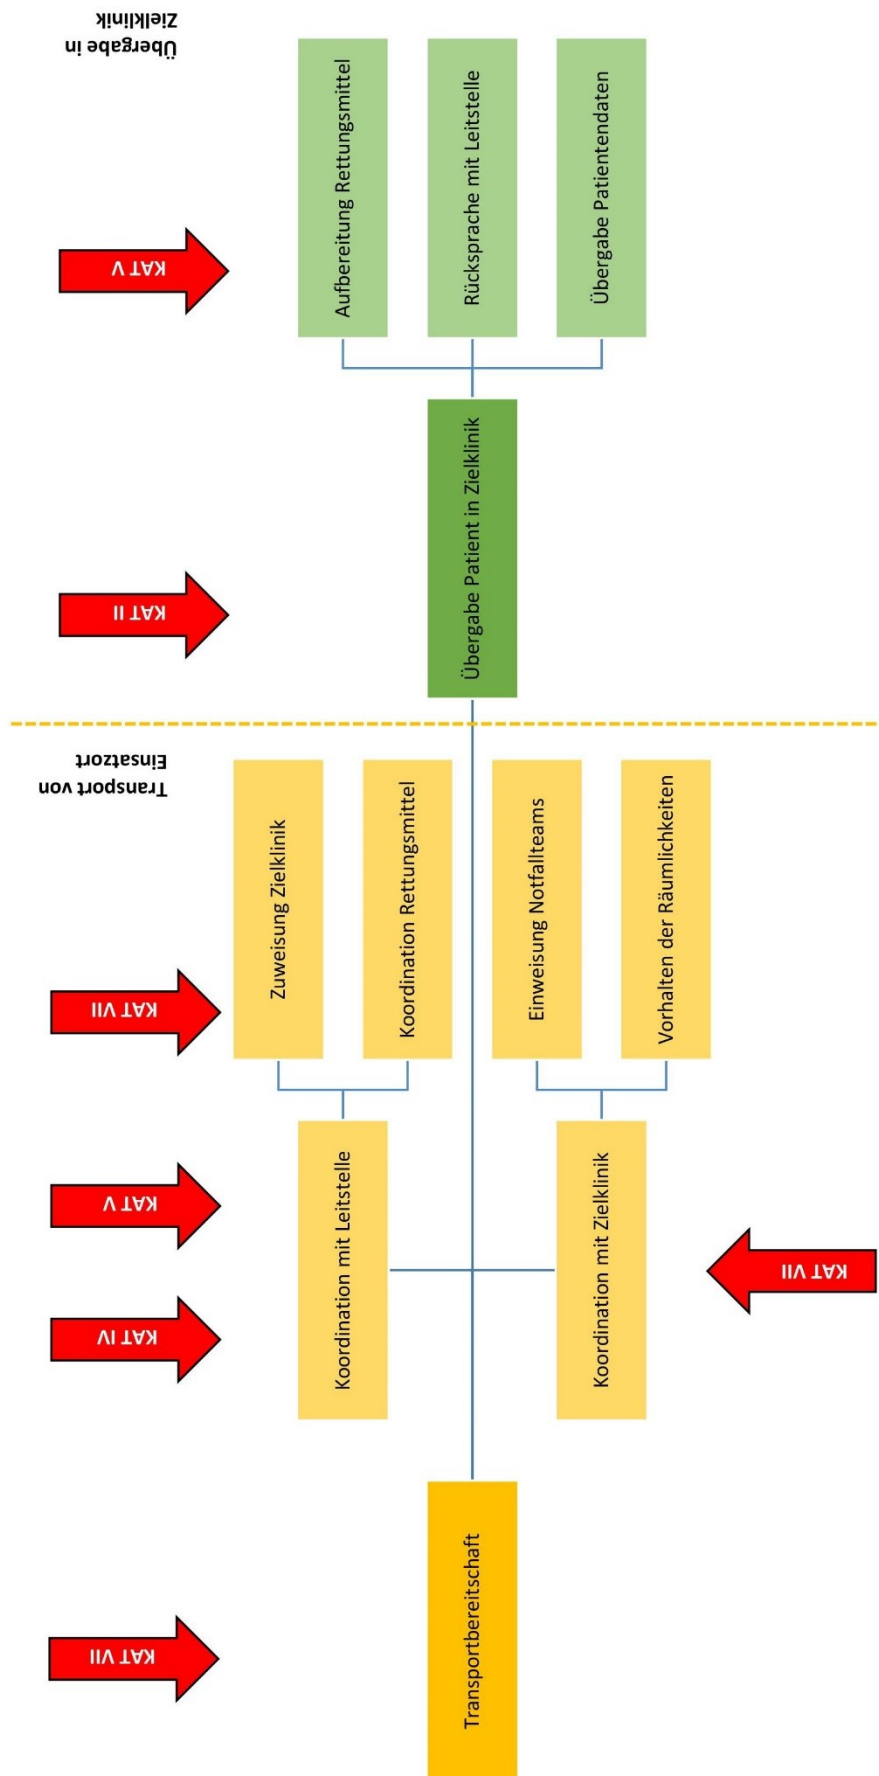 Übergabe in
Zielklinik
KAT V
Aufbereitung Rettungsmittel
Rücksprache mit Leitstelle
Übergabe Patientendaten
KAT II
Übergabe Patient in Zielklinik
Transport von
Einsatzort
Zuweisung Zielklinik
Koordination Rettungsmittel
Einweisung Notfallteams
Vorhalten der Räumlichkeiten
KAT VII
KAT V
KAT IV
Koordination mit Leitstelle
Koordination mit Zielklinik
KAT VII
KAT VII
Transportbereitschaft